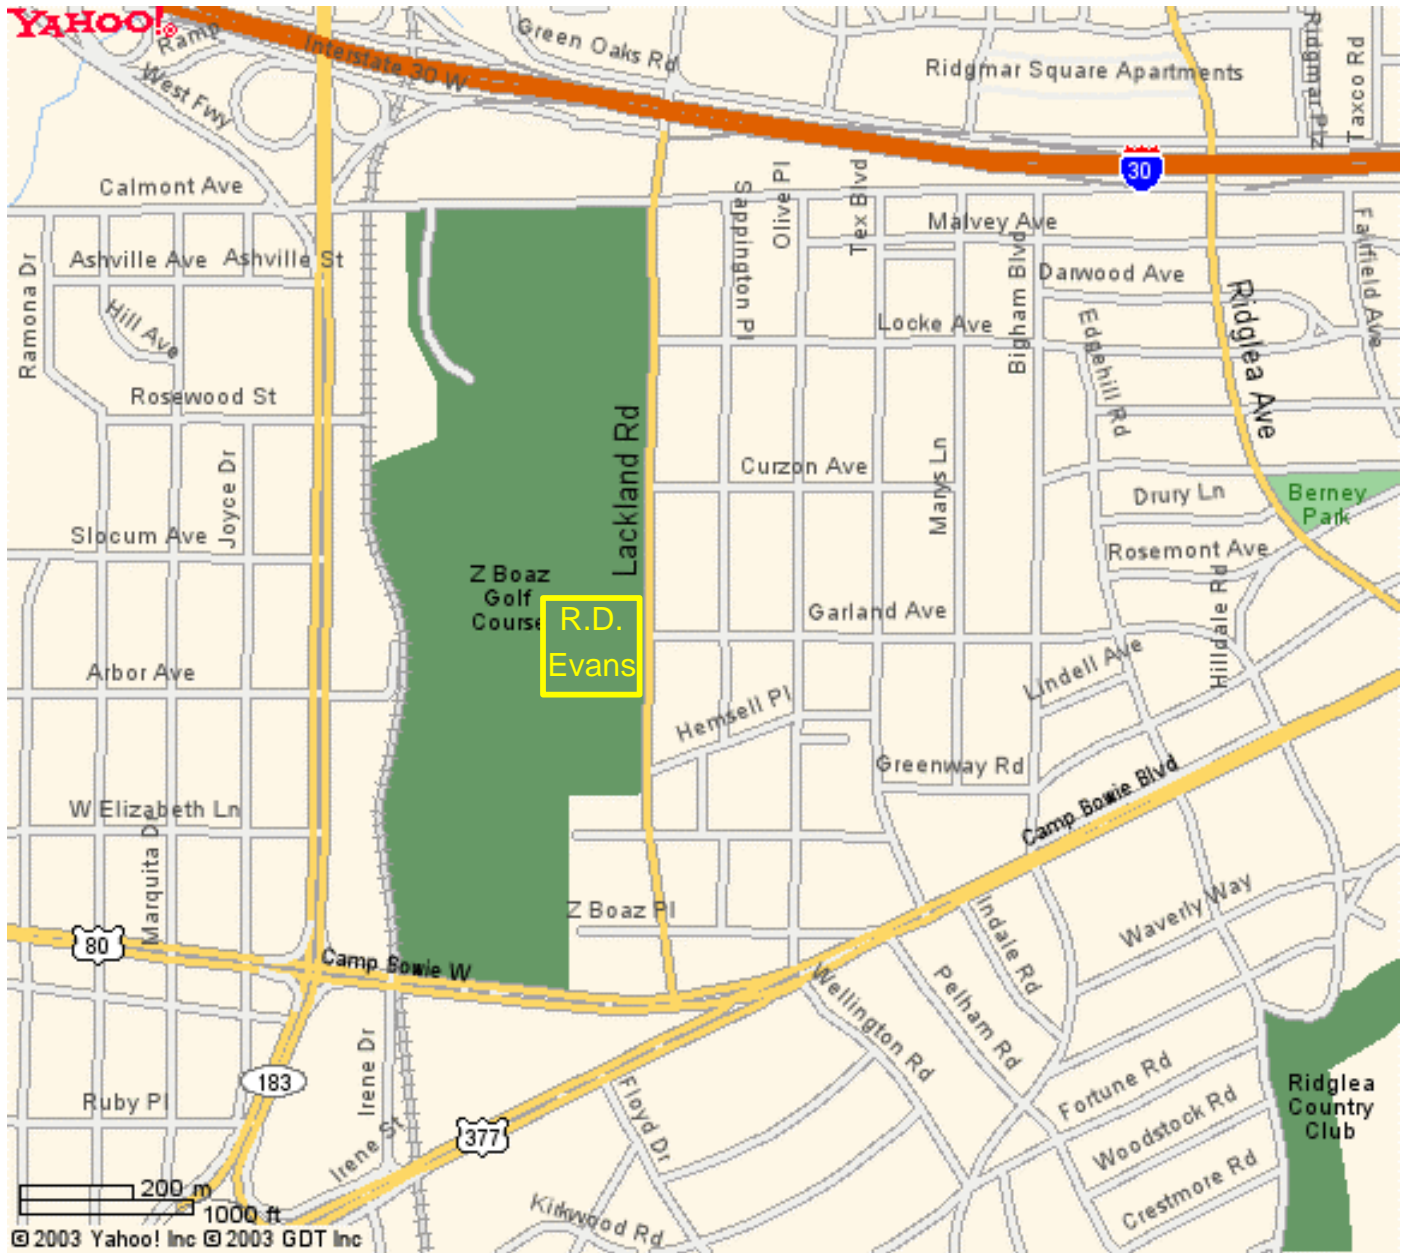 YAHOO!
Ramp
Interstate 30 W
Green Oaks Rd
Ridgmar Square Apartments
Ridgmar Plz
Taxco Rd
West Fwy
30
Calmont Ave
Sappington Pl
Olive Pl
Tex Blvd
Malvey Ave
Fairfield Ave
Ramona Dr
Ashville Ave
Ashville St
Bigham Blvd
Darwood Ave
Hill Ave
Locke Ave
Edgehill Rd
Ridglea Ave
Rosewood St
Lackland Rd
Joyce Dr
Curzon Ave
Marys Ln
Drury Ln
Berney
Park
Slocum Ave
Rosemont Ave
Z Boaz
Golf
Course
R.D.
Evans
Garland Ave
Hilldale Rd
Arbor Ave
Lindell Ave
Hemsell Pl
Greenway Rd
Camp Bowie Blvd
W Elizabeth Ln
Marquita Dr
Z Boaz Pl
Waverly Way
80
Camp Bowie W
Indale Rd
Wellington Rd
Pelham Rd
183
Irene Dr
Fortune Rd
Ridglea
Country
Club
Ruby Pl
Floyd Dr
Woodstock Rd
377
Irene St
Crestmore Rd
200 m
1000 ft
Kirkwood Rd
© 2003 Yahoo! Inc © 2003 GDT Inc